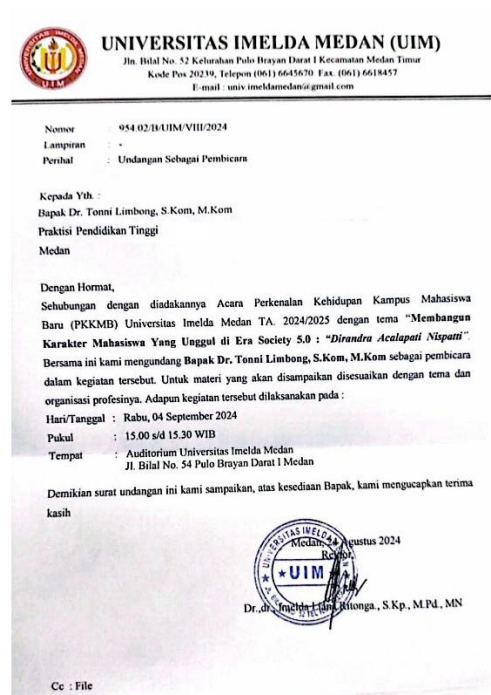 UNIVERSITAS IMELDA MEDAN (UIM)
Jln. Bilal No. 52 Kelurahan Pulo Brayan Darat I Kecamatan Medan Timur
Kode Pos 20239, Telepon (061) 6645670 Fax. (061) 6618457
E-mail : univ.imeldamedan@gmail.com
UIM
Nomor : 954.02/B/UIM/VIII/2024
Lampiran : -
Perihal : Undangan Sebagai Pembicara
Kepada Yth. :
Bapak Dr. Tonni Limbong, S.Kom, M.Kom
Praktisi Pendidikan Tinggi
Medan
Dengan Hormat,
Sehubungan dengan diadakannya Acara Perkenalan Kehidupan Kampus Mahasiswa
Baru (PKKMB) Universitas Imelda Medan TA. 2024/2025 dengan tema "Membangun
Karakter Mahasiswa Yang Unggul di Era Society 5.0 : "Dirandra Acalapati Nispatti".
Bersama ini kami mengundang Bapak Dr. Tonni Limbong, S.Kom, M.Kom sebagai pembicara
dalam kegiatan tersebut. Untuk materi yang akan disampaikan disesuaikan dengan tema dan
organisasi profesinya. Adapun kegiatan tersebut dilaksanakan pada :
Hari/Tanggal : Rabu, 04 September 2024
Pukul : 15.00 s/d 15.30 WIB
Tempat : Auditorium Universitas Imelda Medan
Jl. Bilal No. 54 Pulo Brayan Darat I Medan
Demikian surat undangan ini kami sampaikan, atas kesediaan Bapak, kami mengucapkan terima
kasih
Medan, Agustus 2024
Rektor,
UIM
Dr.,dr. Imelda Liana Ritonga., S.Kp., M.Pd., MN
Cc : File